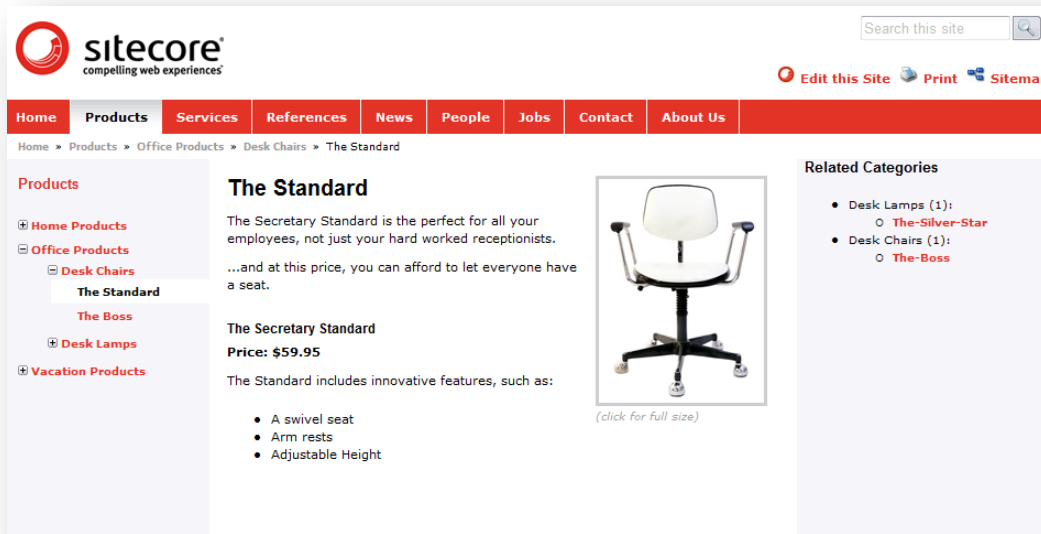 sitecore
compelling web experiences
Search this site
Edit this Site Print Sitema
Home Products Services References News People Jobs Contact About Us
Home » Products » Office Products » Desk Chairs » The Standard
Products
Home Products
Office Products
Desk Chairs
The Standard
The Boss
Desk Lamps
Vacation Products
The Standard
The Secretary Standard is the perfect for all your
employees, not just your hard worked receptionists.
...and at this price, you can afford to let everyone have
a seat.
The Secretary Standard
Price: $59.95
The Standard includes innovative features, such as:
• A swivel seat
• Arm rests
• Adjustable Height
(click for full size)
Related Categories
• Desk Lamps (1):
○ The-Silver-Star
• Desk Chairs (1):
○ The-Boss